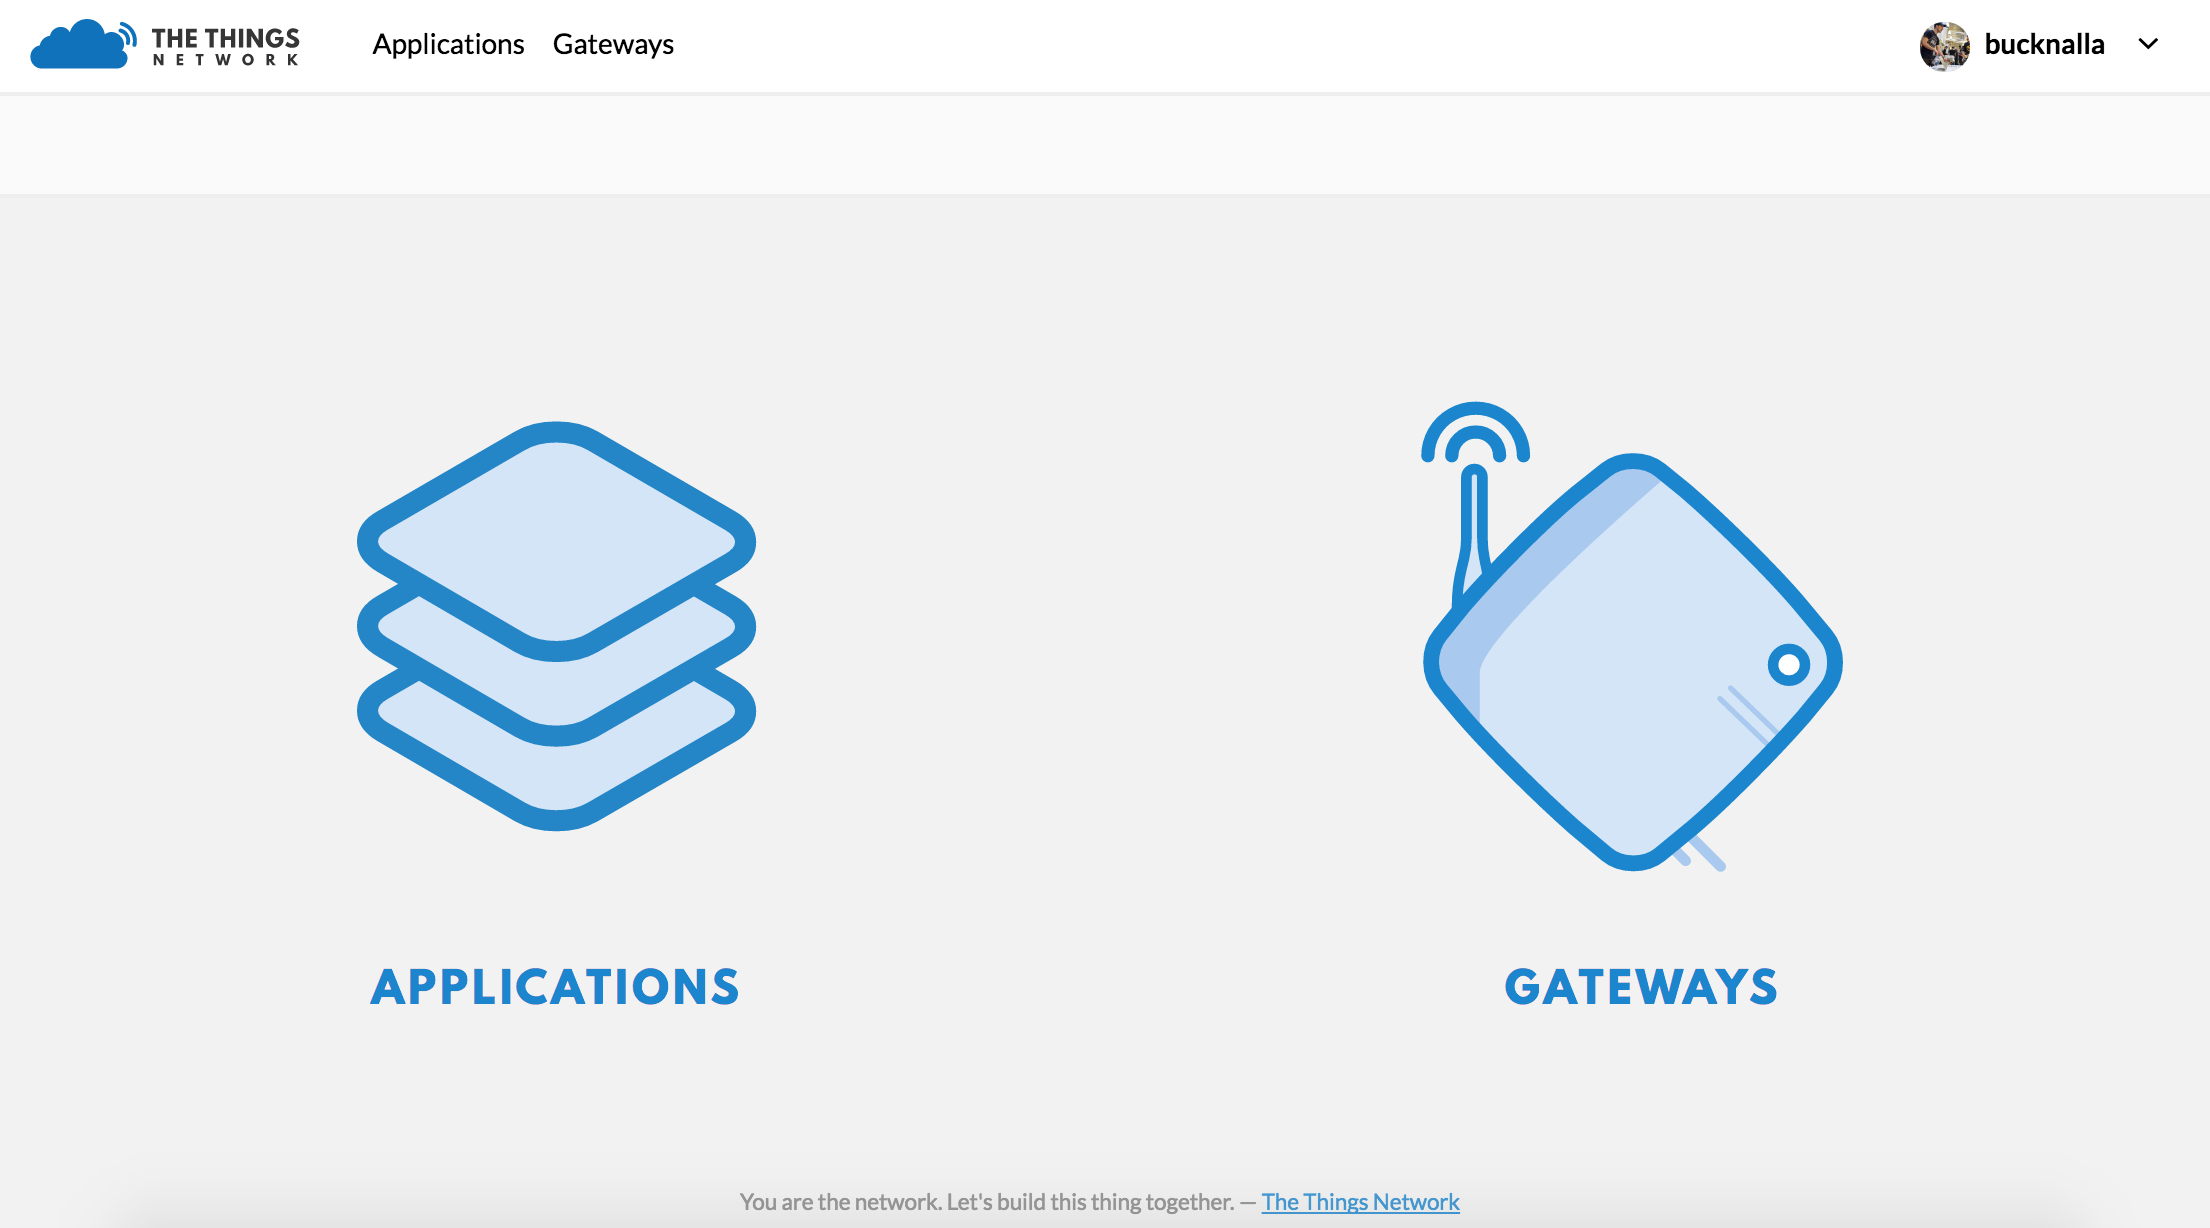 THE THINGS
NETWORK
Applications Gateways
bucknalla
APPLICATIONS
GATEWAYS
You are the network. Let's build this thing together. — The Things Network